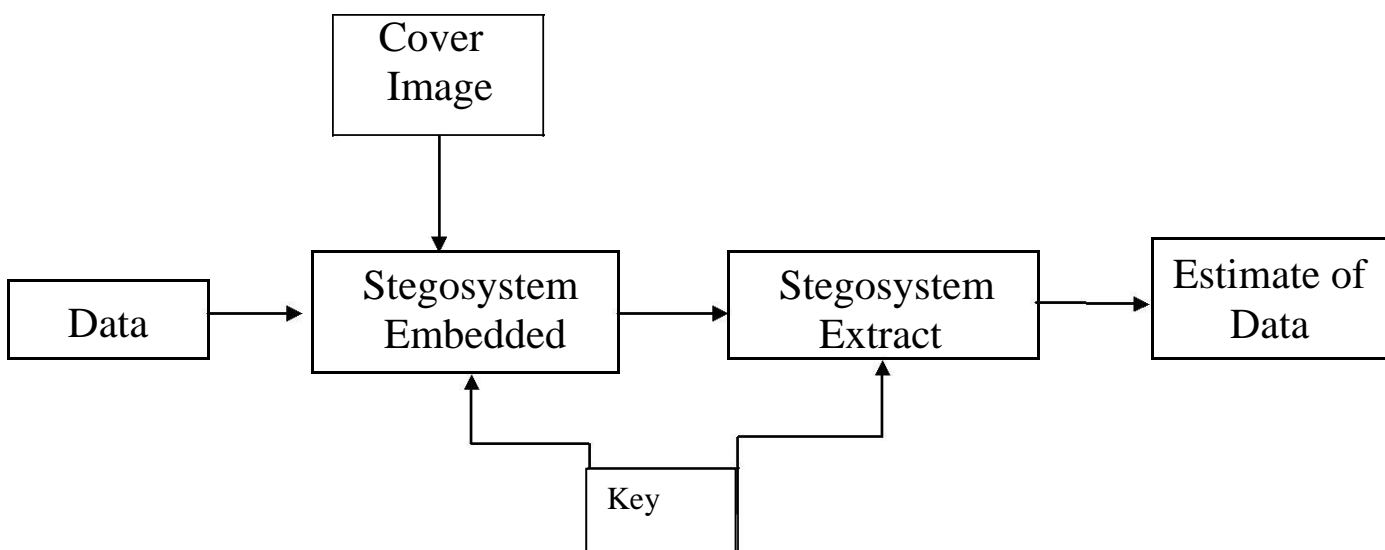 Cover
Image
Data
Stegosystem
Embedded
Stegosystem
Extract
Estimate of
Data
Key